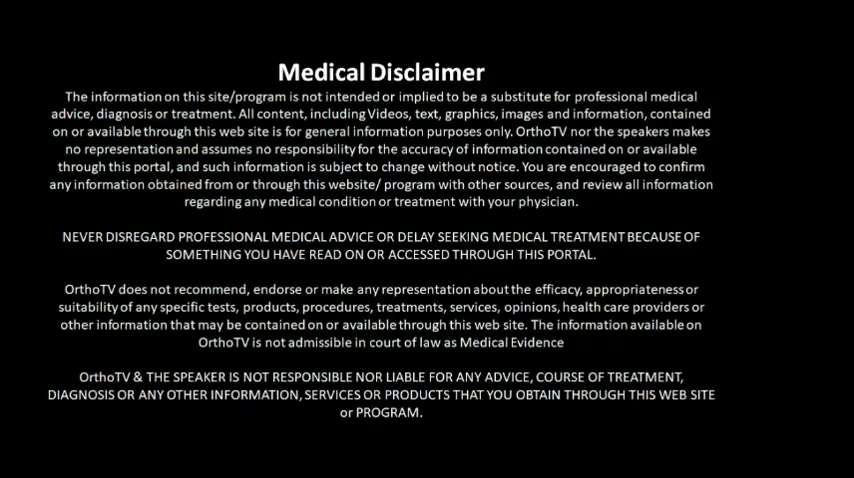 Medical Disclaimer
The information on this site/program is not intended or implied to be a substitute for professional medical
advice, diagnosis or treatment. All content, including Videos, text, graphics, images and information, contained
on or available through this web site is for general information purposes only. OrthoTV nor the speakers makes
no representation and assumes no responsibility for the accuracy of information contained on or available
through this portal, and such information is subject to change without notice. You are encouraged to confirm
any information obtained from or through this website/ program with other sources, and review all information
regarding any medical condition or treatment with your physician.
NEVER DISREGARD PROFESSIONAL MEDICAL ADVICE OR DELAY SEEKING MEDICAL TREATMENT BECAUSE OF
SOMETHING YOU HAVE READ ON OR ACCESSED THROUGH THIS PORTAL.
OrthoTV does not recommend, endorse or make any representation about the efficacy, appropriateness or
suitability of any specific tests, products, procedures, treatments, services, opinions, health care providers or
other information that may be contained on or available through this web site. The information available on
OrthoTV is not admissible in court of law as Medical Evidence
OrthoTV & THE SPEAKER IS NOT RESPONSIBLE NOR LIABLE FOR ANY ADVICE, COURSE OF TREATMENT,
DIAGNOSIS OR ANY OTHER INFORMATION, SERVICES OR PRODUCTS THAT YOU OBTAIN THROUGH THIS WEB SITE
or PROGRAM.